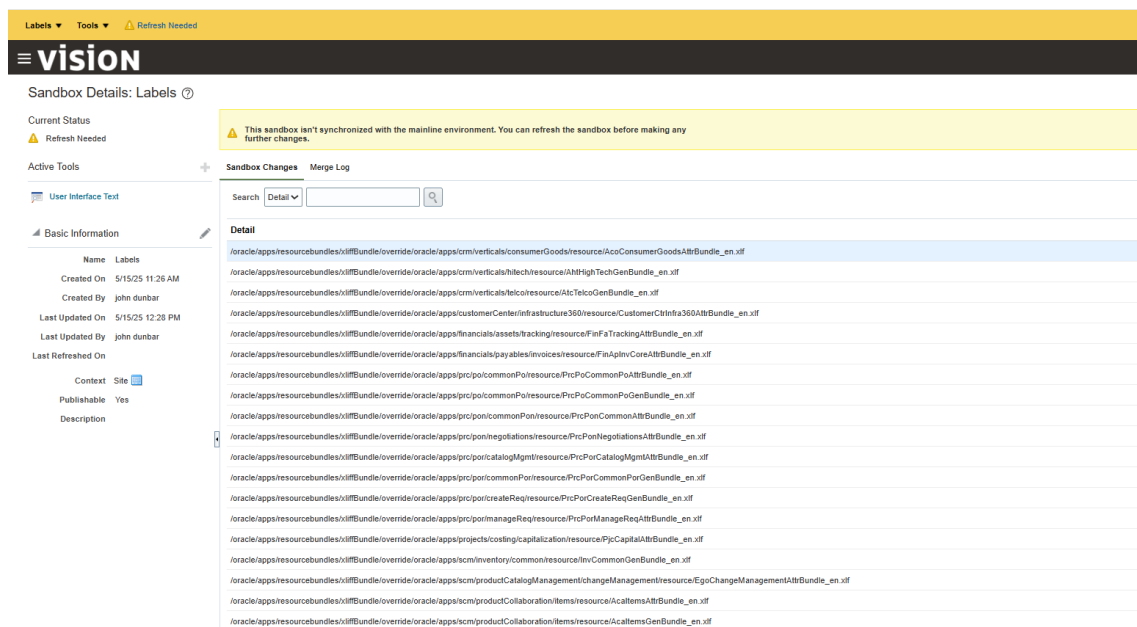 Labels Tools Refresh Needed
vision
Sandbox Details: Labels
Current Status
Refresh Needed
Active Tools
User Interface Text
Basic Information
Name Labels
Created On 5/15/25 11:26 AM
Created By john dunbar
Last Updated On 5/15/25 12:28 PM
Last Updated By john dunbar
Last Refreshed On
Context Site
Publishable Yes
Description
This sandbox isn't synchronized with the mainline environment. You can refresh the sandbox before making any
further changes.
Sandbox Changes Merge Log
Search Detail
Detail
/oracle/apps/resourcebundles/xliffBundle/override/oracle/apps/crm/verticals/consumerGoods/resource/AcoConsumerGoodsAttrBundle_en.xlf
/oracle/apps/resourcebundles/xliffBundle/override/oracle/apps/crm/verticals/hitech/resource/AhtHighTechGenBundle_en.xlf
/oracle/apps/resourcebundles/xliffBundle/override/oracle/apps/crm/verticals/telco/resource/AtcTelcoGenBundle_en.xlf
/oracle/apps/resourcebundles/xliffBundle/override/oracle/apps/customerCenter/infrastructure360/resource/CustomerCtrInfra360AttrBundle_en.xlf
/oracle/apps/resourcebundles/xliffBundle/override/oracle/apps/financials/assets/tracking/resource/FinFaTrackingAttrBundle_en.xlf
/oracle/apps/resourcebundles/xliffBundle/override/oracle/apps/financials/payables/invoices/resource/FinApInvCoreAttrBundle_en.xlf
/oracle/apps/resourcebundles/xliffBundle/override/oracle/apps/prc/po/commonPo/resource/PrcPoCommonPoAttrBundle_en.xlf
/oracle/apps/resourcebundles/xliffBundle/override/oracle/apps/prc/po/commonPo/resource/PrcPoCommonPoGenBundle_en.xlf
/oracle/apps/resourcebundles/xliffBundle/override/oracle/apps/prc/pon/commonPon/resource/PrcPonCommonAttrBundle_en.xlf
/oracle/apps/resourcebundles/xliffBundle/override/oracle/apps/prc/pon/negotiations/resource/PrcPonNegotiationsAttrBundle_en.xlf
/oracle/apps/resourcebundles/xliffBundle/override/oracle/apps/prc/por/catalogMgmt/resource/PrcPorCatalogMgmtAttrBundle_en.xlf
/oracle/apps/resourcebundles/xliffBundle/override/oracle/apps/prc/por/commonPor/resource/PrcPorCommonPorGenBundle_en.xlf
/oracle/apps/resourcebundles/xliffBundle/override/oracle/apps/prc/por/createReq/resource/PrcPorCreateReqGenBundle_en.xlf
/oracle/apps/resourcebundles/xliffBundle/override/oracle/apps/prc/por/manageReq/resource/PrcPorManageReqAttrBundle_en.xlf
/oracle/apps/resourcebundles/xliffBundle/override/oracle/apps/projects/costing/capitalization/resource/PjcCapitalAttrBundle_en.xlf
/oracle/apps/resourcebundles/xliffBundle/override/oracle/apps/scm/inventory/common/resource/InvCommonGenBundle_en.xlf
/oracle/apps/resourcebundles/xliffBundle/override/oracle/apps/scm/productCatalogManagement/changeManagement/resource/EgoChangeManagementAttrBundle_en.xlf
/oracle/apps/resourcebundles/xliffBundle/override/oracle/apps/scm/productCollaboration/items/resource/AcaItemsAttrBundle_en.xlf
/oracle/apps/resourcebundles/xliffBundle/override/oracle/apps/scm/productCollaboration/items/resource/AcaItemsGenBundle_en.xlf